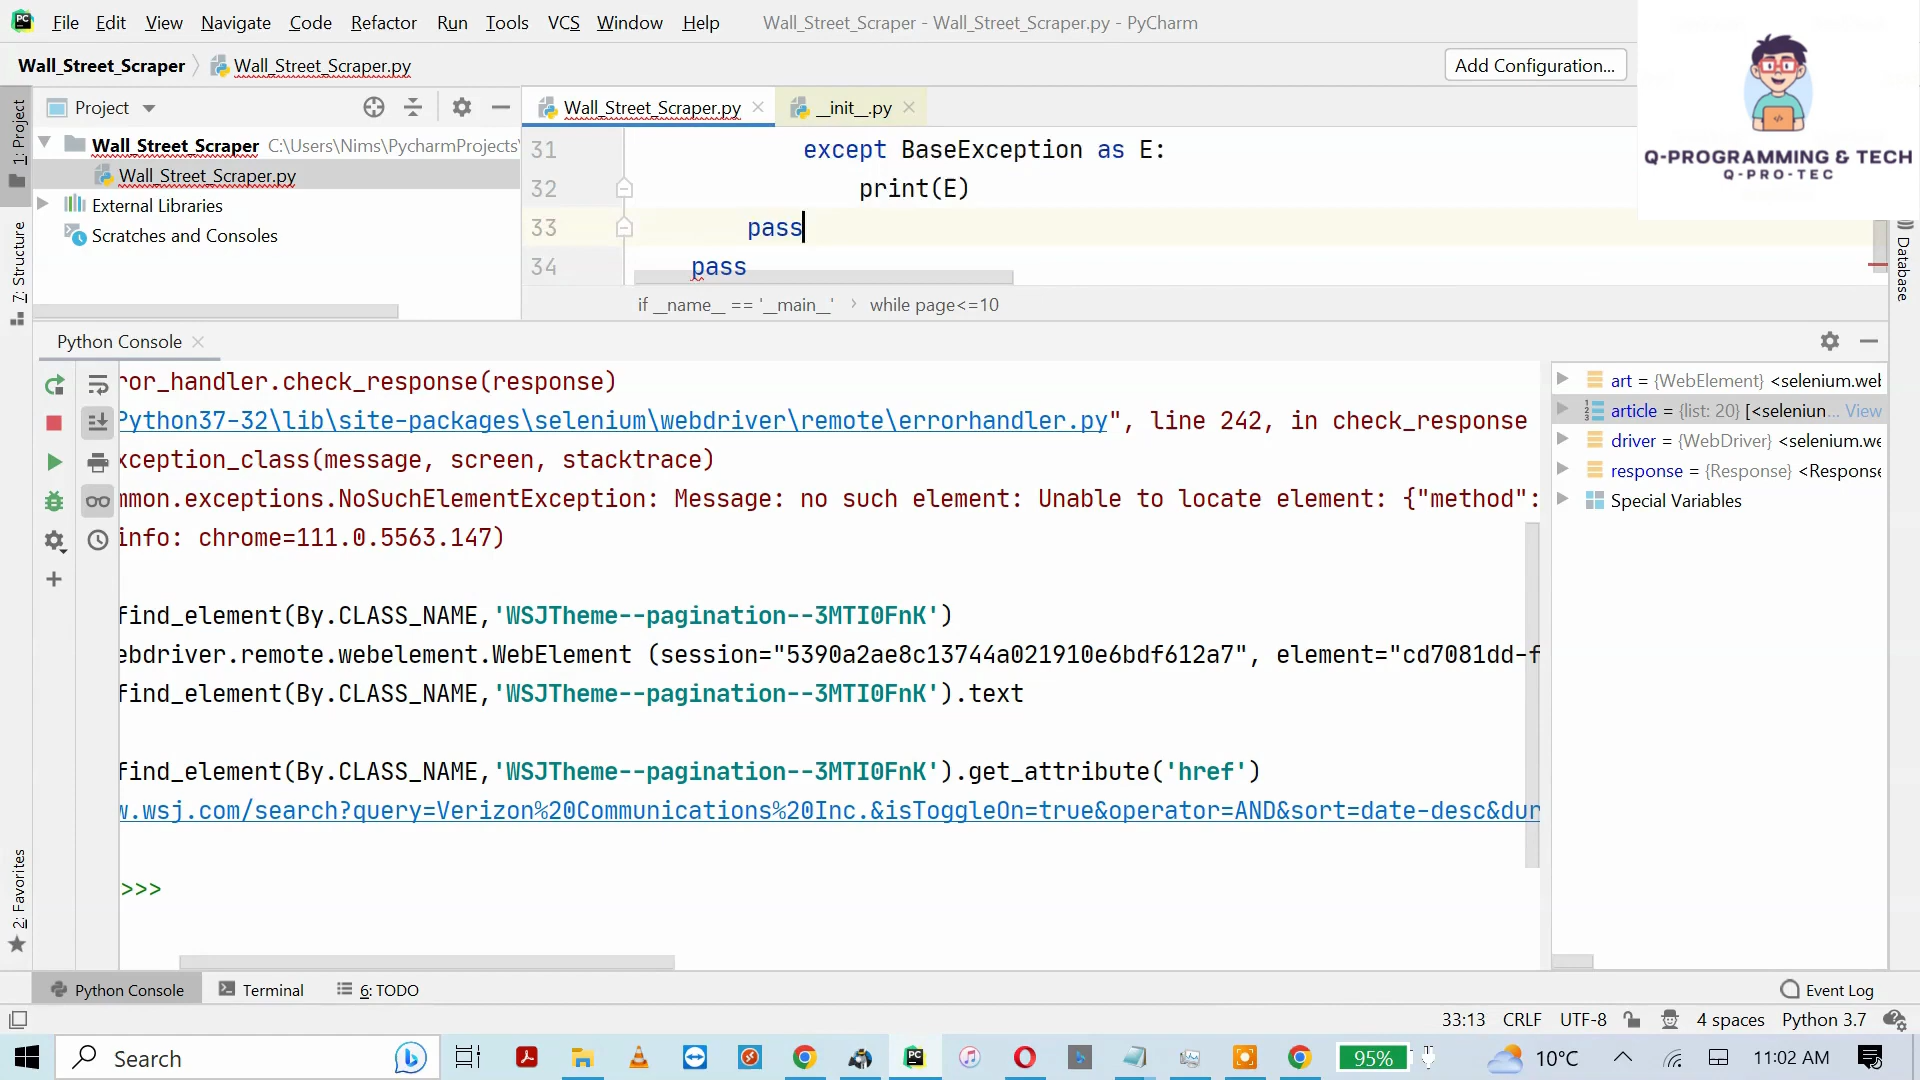 File Edit View Navigate Code Refactor Run Tools VCS Window Help Wall_Street_Scraper - Wall_Street_Scraper.py - PyCharm
Wall_Street_Scraper Wall_Street_Scraper.py Add Configuration...
Q-PROGRAMMING & TECH
Q-PRO-TEC
1: Project
7: Structure
2: Favorites
Database
Project
Wall_Street_Scraper C:\Users\Nims\PycharmProjects\
Wall_Street_Scraper.py
External Libraries
Scratches and Consoles
Wall_Street_Scraper.py __init__.py
31 except BaseException as E:
32 print(E)
33 pass
34 pass
if __name__ == '__main__' while page<=10
Python Console
ror_handler.check_response(response)
Python37-32\lib\site-packages\selenium\webdriver\remote\errorhandler.py", line 242, in check_response
xception_class(message, screen, stacktrace)
mmon.exceptions.NoSuchElementException: Message: no such element: Unable to locate element: {"method":
info: chrome=111.0.5563.147)
find_element(By.CLASS_NAME,'WSJTheme--pagination--3MTI0FnK')
ebdriver.remote.webelement.WebElement (session="5390a2ae8c13744a021910e6bdf612a7", element="cd7081dd-f
find_element(By.CLASS_NAME,'WSJTheme--pagination--3MTI0FnK').text
find_element(By.CLASS_NAME,'WSJTheme--pagination--3MTI0FnK').get_attribute('href')
w.wsj.com/search?query=Verizon%20Communications%20Inc.&isToggleOn=true&operator=AND&sort=date-desc&dur
>>>
art = {WebElement} <selenium.web
article = {list: 20} [<seleniun... View
driver = {WebDriver} <selenium.we
response = {Response} <Response
Special Variables
Python Console Terminal 6: TODO Event Log
33:13 CRLF UTF-8 4 spaces Python 3.7
Search 95% 10°C 11:02 AM